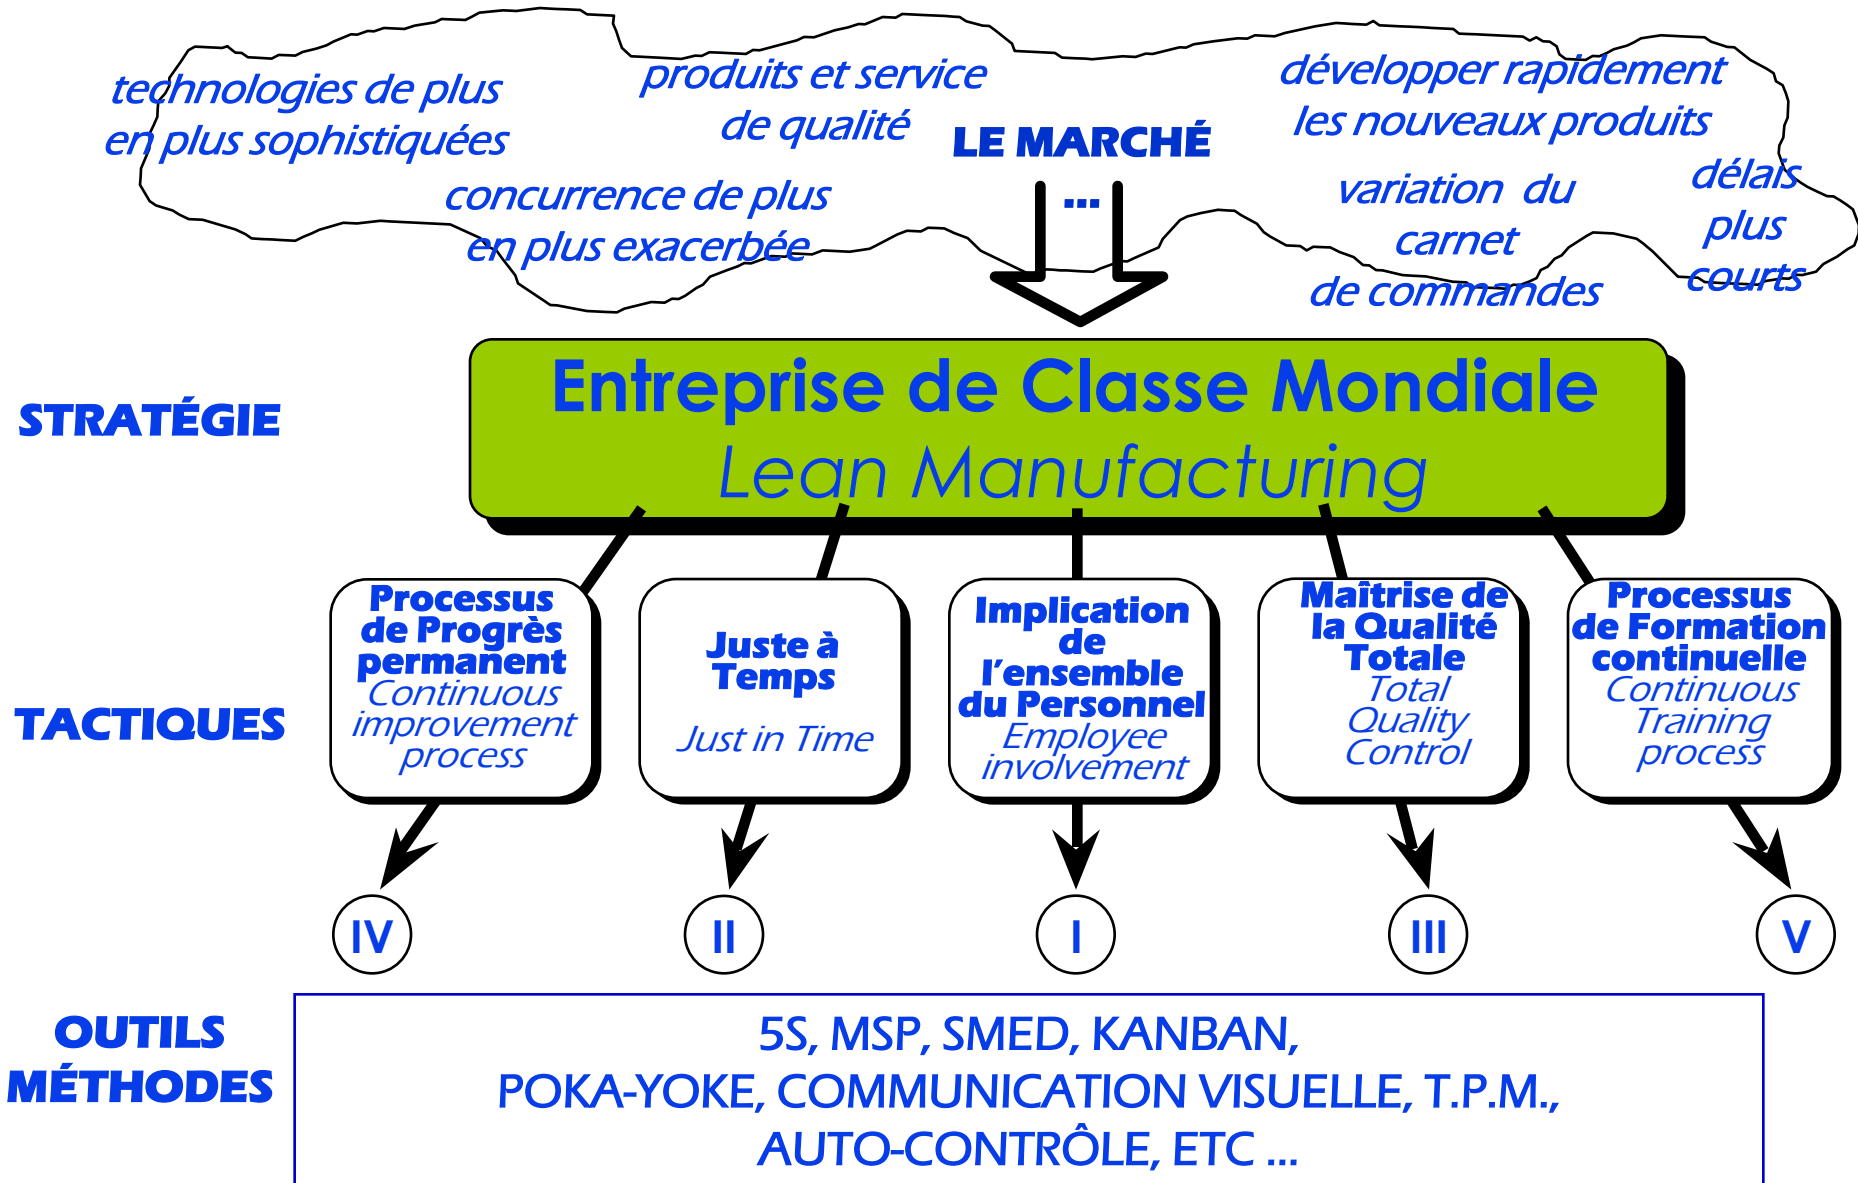 technologies de plus
en plus sophistiquées
produits et service
de qualité
LE MARCHÉ
...
développer rapidement
les nouveaux produits
concurrence de plus
en plus exacerbée
variation du
carnet
de commandes
délais
plus
courts
STRATÉGIE
Entreprise de Classe Mondiale
Lean Manufacturing
TACTIQUES
Processus
de Progrès
permanent
Continuous
improvement
process
Juste à
Temps
Just in Time
Implication
de
l'ensemble
du Personnel
Employee
involvement
Maîtrise de
la Qualité
Totale
Total
Quality
Control
Processus
de Formation
continuelle
Continuous
Training
process
IV
II
I
III
V
OUTILS
MÉTHODES
5S, MSP, SMED, KANBAN,
POKA-YOKE, COMMUNICATION VISUELLE, T.P.M.,
AUTO-CONTRÔLE, ETC ...